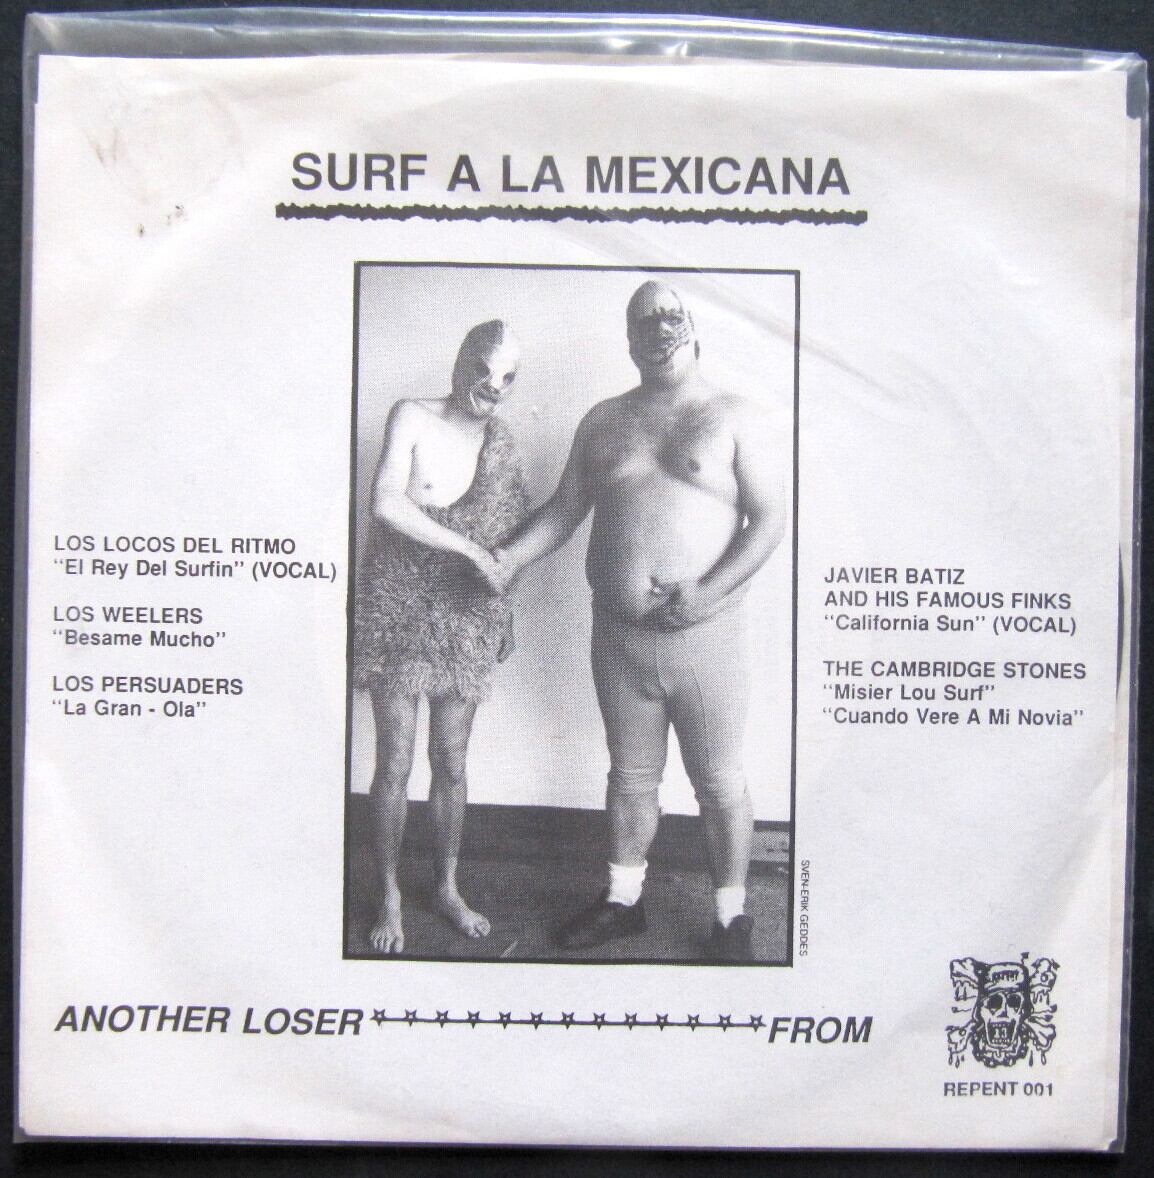 SURF A LA MEXICANA
LOS LOCOS DEL RITMO
"El Rey Del Surfin" (VOCAL)
LOS WEELERS
"Besame Mucho"
LOS PERSUADERS
"La Gran - Ola"
JAVIER BATIZ
AND HIS FAMOUS FINKS
"California Sun" (VOCAL)
THE CAMBRIDGE STONES
"Misier Lou Surf"
"Cuando Vere A Mi Novia"
SVEN-ERIK GEDDES
ANOTHER LOSER FROM
REPENT 001